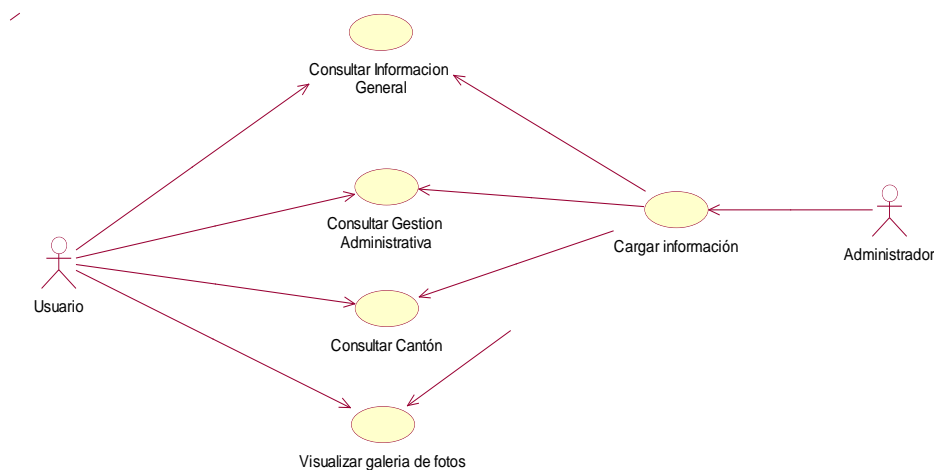 Consultar Informacion
General
Consultar Gestion
Administrativa
Cargar información
Administrador
Usuario
Consultar Cantón
Visualizar galeria de fotos